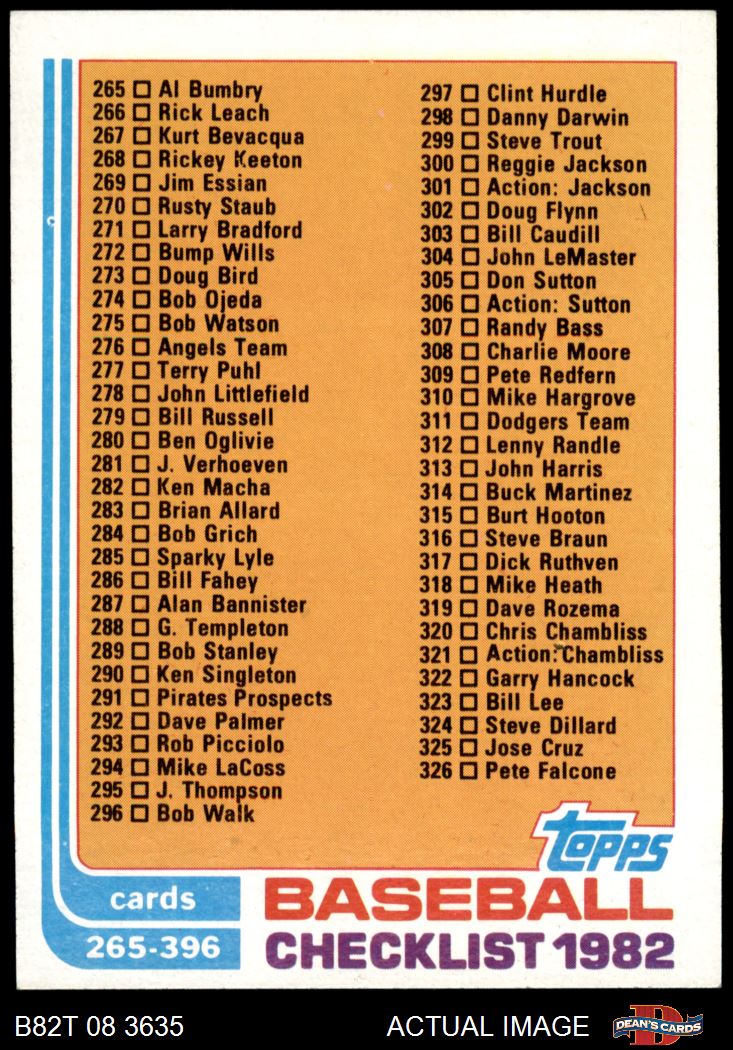 265 Al Bumbry
266 Rick Leach
267 Kurt Bevacqua
268 Rickey Keeton
269 Jim Essian
270 Rusty Staub
271 Larry Bradford
272 Bump Wills
273 Doug Bird
274 Bob Ojeda
275 Bob Watson
276 Angels Team
277 Terry Puhl
278 John Littlefield
279 Bill Russell
280 Ben Oglivie
281 J. Verhoeven
282 Ken Macha
283 Brian Allard
284 Bob Grich
285 Sparky Lyle
286 Bill Fahey
287 Alan Bannister
288 G. Templeton
289 Bob Stanley
290 Ken Singleton
291 Pirates Prospects
292 Dave Palmer
293 Rob Picciolo
294 Mike LaCoss
295 J. Thompson
296 Bob Walk
297 Clint Hurdle
298 Danny Darwin
299 Steve Trout
300 Reggie Jackson
301 Action: Jackson
302 Doug Flynn
303 Bill Caudill
304 John LeMaster
305 Don Sutton
306 Action: Sutton
307 Randy Bass
308 Charlie Moore
309 Pete Redfern
310 Mike Hargrove
311 Dodgers Team
312 Lenny Randle
313 John Harris
314 Buck Martinez
315 Burt Hooton
316 Steve Braun
317 Dick Ruthven
318 Mike Heath
319 Dave Rozema
320 Chris Chambliss
321 Action: Chambliss
322 Garry Hancock
323 Bill Lee
324 Steve Dillard
325 Jose Cruz
326 Pete Falcone
topps
cards
265-396
BASEBALL
CHECKLIST 1982
B82T 08 3635
ACTUAL IMAGE
D
DEAN'S CARDS